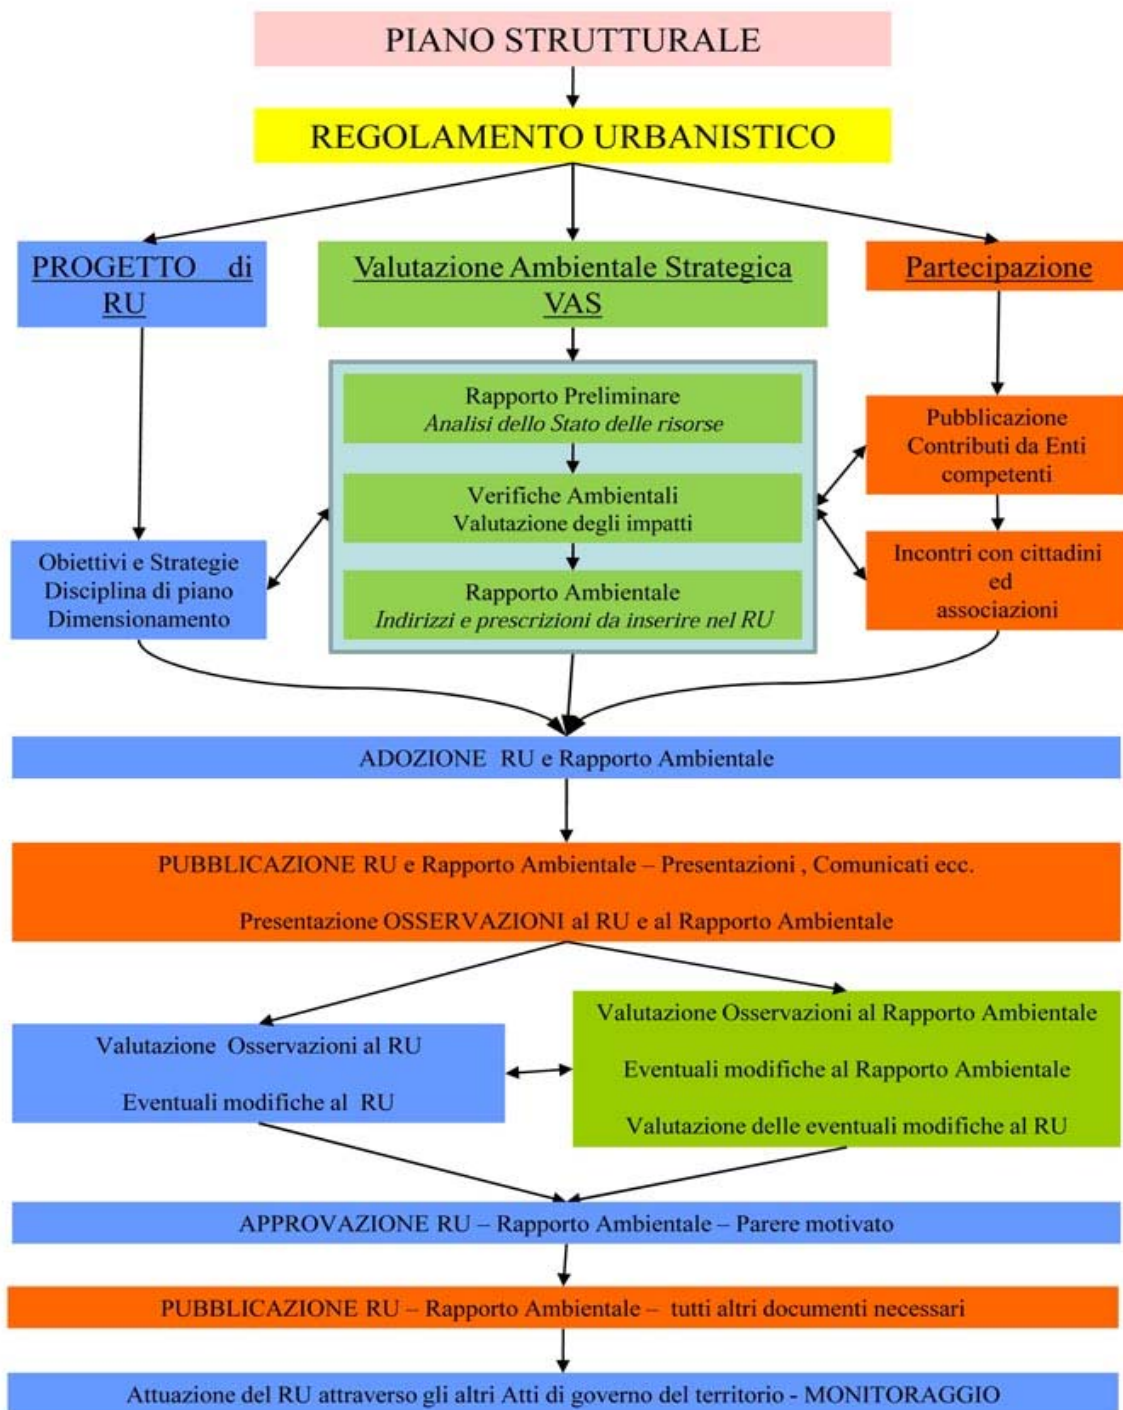 PIANO STRUTTURALE
REGOLAMENTO URBANISTICO
PROGETTO di
RU
Valutazione Ambientale Strategica
VAS
Partecipazione
Rapporto Preliminare
Analisi dello Stato delle risorse
Verifiche Ambientali
Valutazione degli impatti
Rapporto Ambientale
Indirizzi e prescrizioni da inserire nel RU
Pubblicazione
Contributi da Enti
competenti
Incontri con cittadini
ed
associazioni
Obiettivi e Strategie
Disciplina di piano
Dimensionamento
ADOZIONE RU e Rapporto Ambientale
PUBBLICAZIONE RU e Rapporto Ambientale – Presentazioni , Comunicati ecc.
Presentazione OSSERVAZIONI al RU e al Rapporto Ambientale
Valutazione Osservazioni al RU
Eventuali modifiche al RU
Valutazione Osservazioni al Rapporto Ambientale
Eventuali modifiche al Rapporto Ambientale
Valutazione delle eventuali modifiche al RU
APPROVAZIONE RU – Rapporto Ambientale – Parere motivato
PUBBLICAZIONE RU – Rapporto Ambientale – tutti altri documenti necessari
Attuazione del RU attraverso gli altri Atti di governo del territorio - MONITORAGGIO